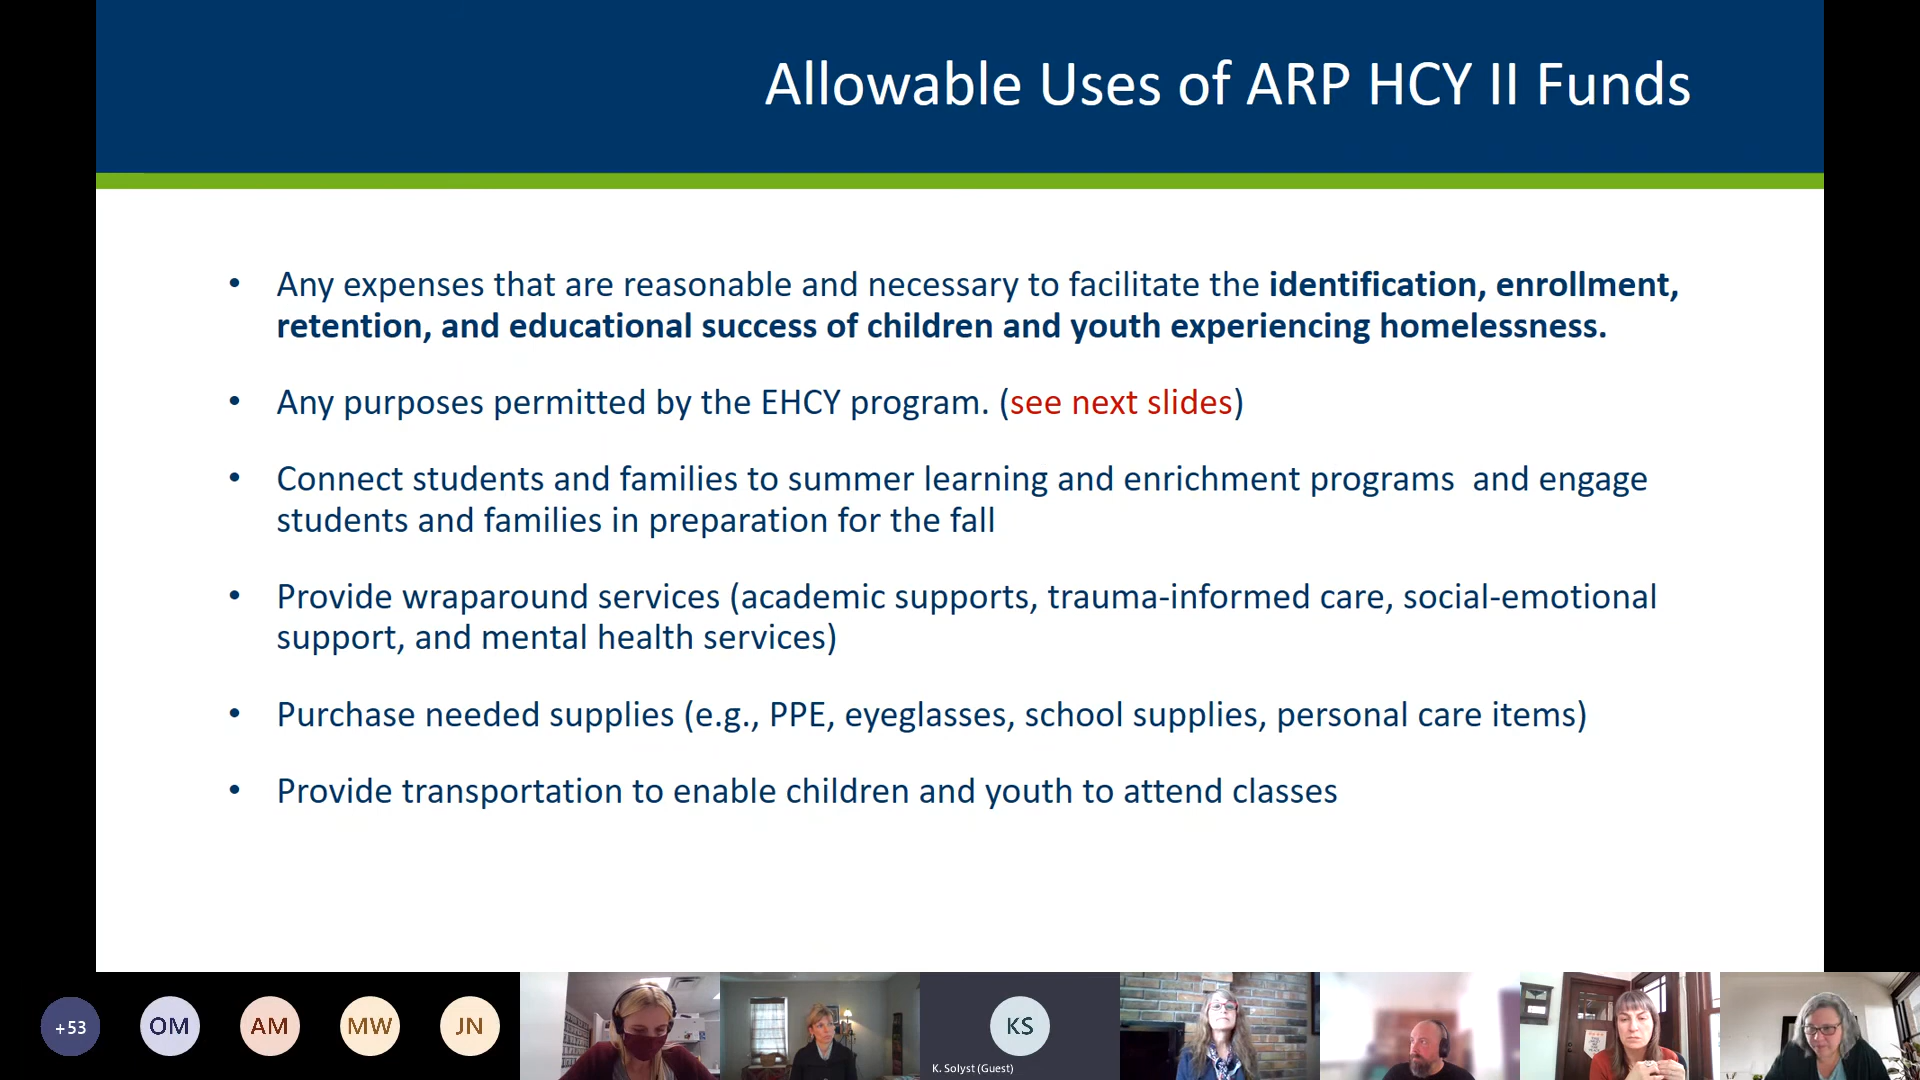 Allowable Uses of ARP HCY II Funds
• Any expenses that are reasonable and necessary to facilitate the identification, enrollment,
retention, and educational success of children and youth experiencing homelessness.
• Any purposes permitted by the EHCY program. (see next slides)
• Connect students and families to summer learning and enrichment programs  and engage
students and families in preparation for the fall
• Provide wraparound services (academic supports, trauma-informed care, social-emotional
support, and mental health services)
• Purchase needed supplies (e.g., PPE, eyeglasses, school supplies, personal care items)
• Provide transportation to enable children and youth to attend classes
+53
OM
AM
MW
JN
KS
K. Solyst (Guest)